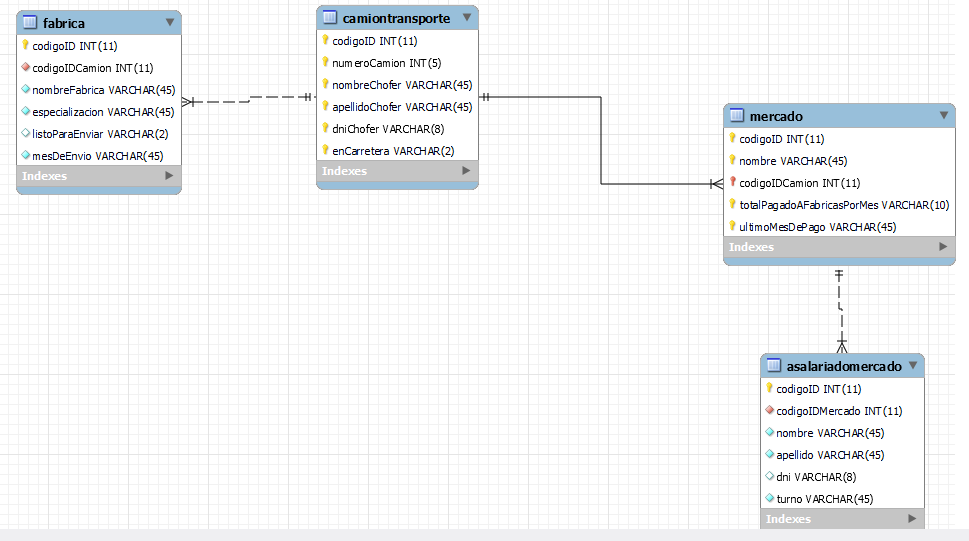 fabrica
codigoID INT(11)
codigoIDCamion INT(11)
nombreFabrica VARCHAR(45)
especializacion VARCHAR(45)
listoParaEnviar VARCHAR(2)
mesDeEnvio VARCHAR(45)
Indexes
camiontransporte
codigoID INT(11)
numeroCamion INT(5)
nombreChofer VARCHAR(45)
apellidoChofer VARCHAR(45)
dniChofer VARCHAR(8)
enCarretera VARCHAR(2)
Indexes
mercado
codigoID INT(11)
nombre VARCHAR(45)
codigoIDCamion INT(11)
totalPagadoAFabricasPorMes VARCHAR(10)
ultimoMesDePago VARCHAR(45)
Indexes
asalariadomercado
codigoID INT(11)
codigoIDMercado INT(11)
nombre VARCHAR(45)
apellido VARCHAR(45)
dni VARCHAR(8)
turno VARCHAR(45)
Indexes